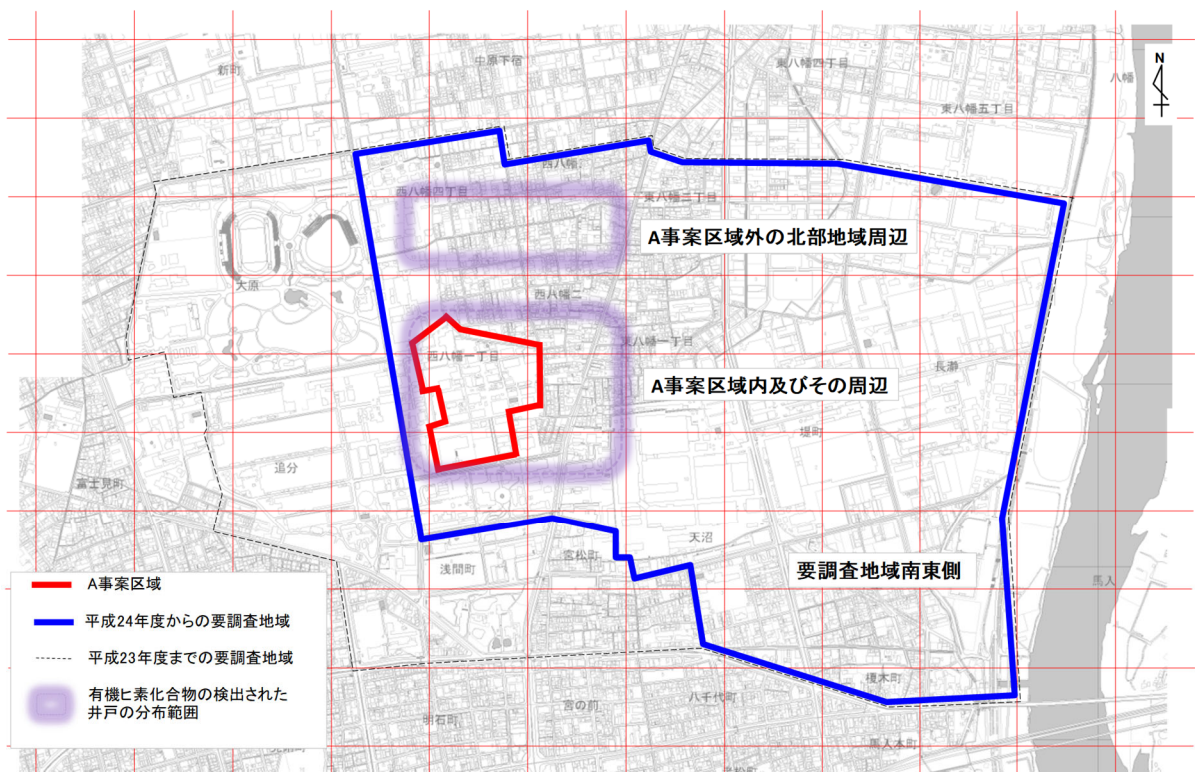 新町
中原下宿
東八幡四丁目
八幡
N
東八幡五丁目
西八幡
西八幡四丁目
東八幡二丁目
A事案区域外の北部地域周辺
大原
西八幡二
東八幡一丁目
西八幡一丁目
長瀞
A事案区域内及びその周辺
堤町
追分
富士見町
天沼
宮松町
浅間町
要調査地域南東側
馬入
A事案区域
平成24年度からの要調査地域
平成23年度までの要調査地域
有機ヒ素化合物の検出された
井戸の分布範囲
榎木町
八千代町
宮の前
明石町
馬入本町